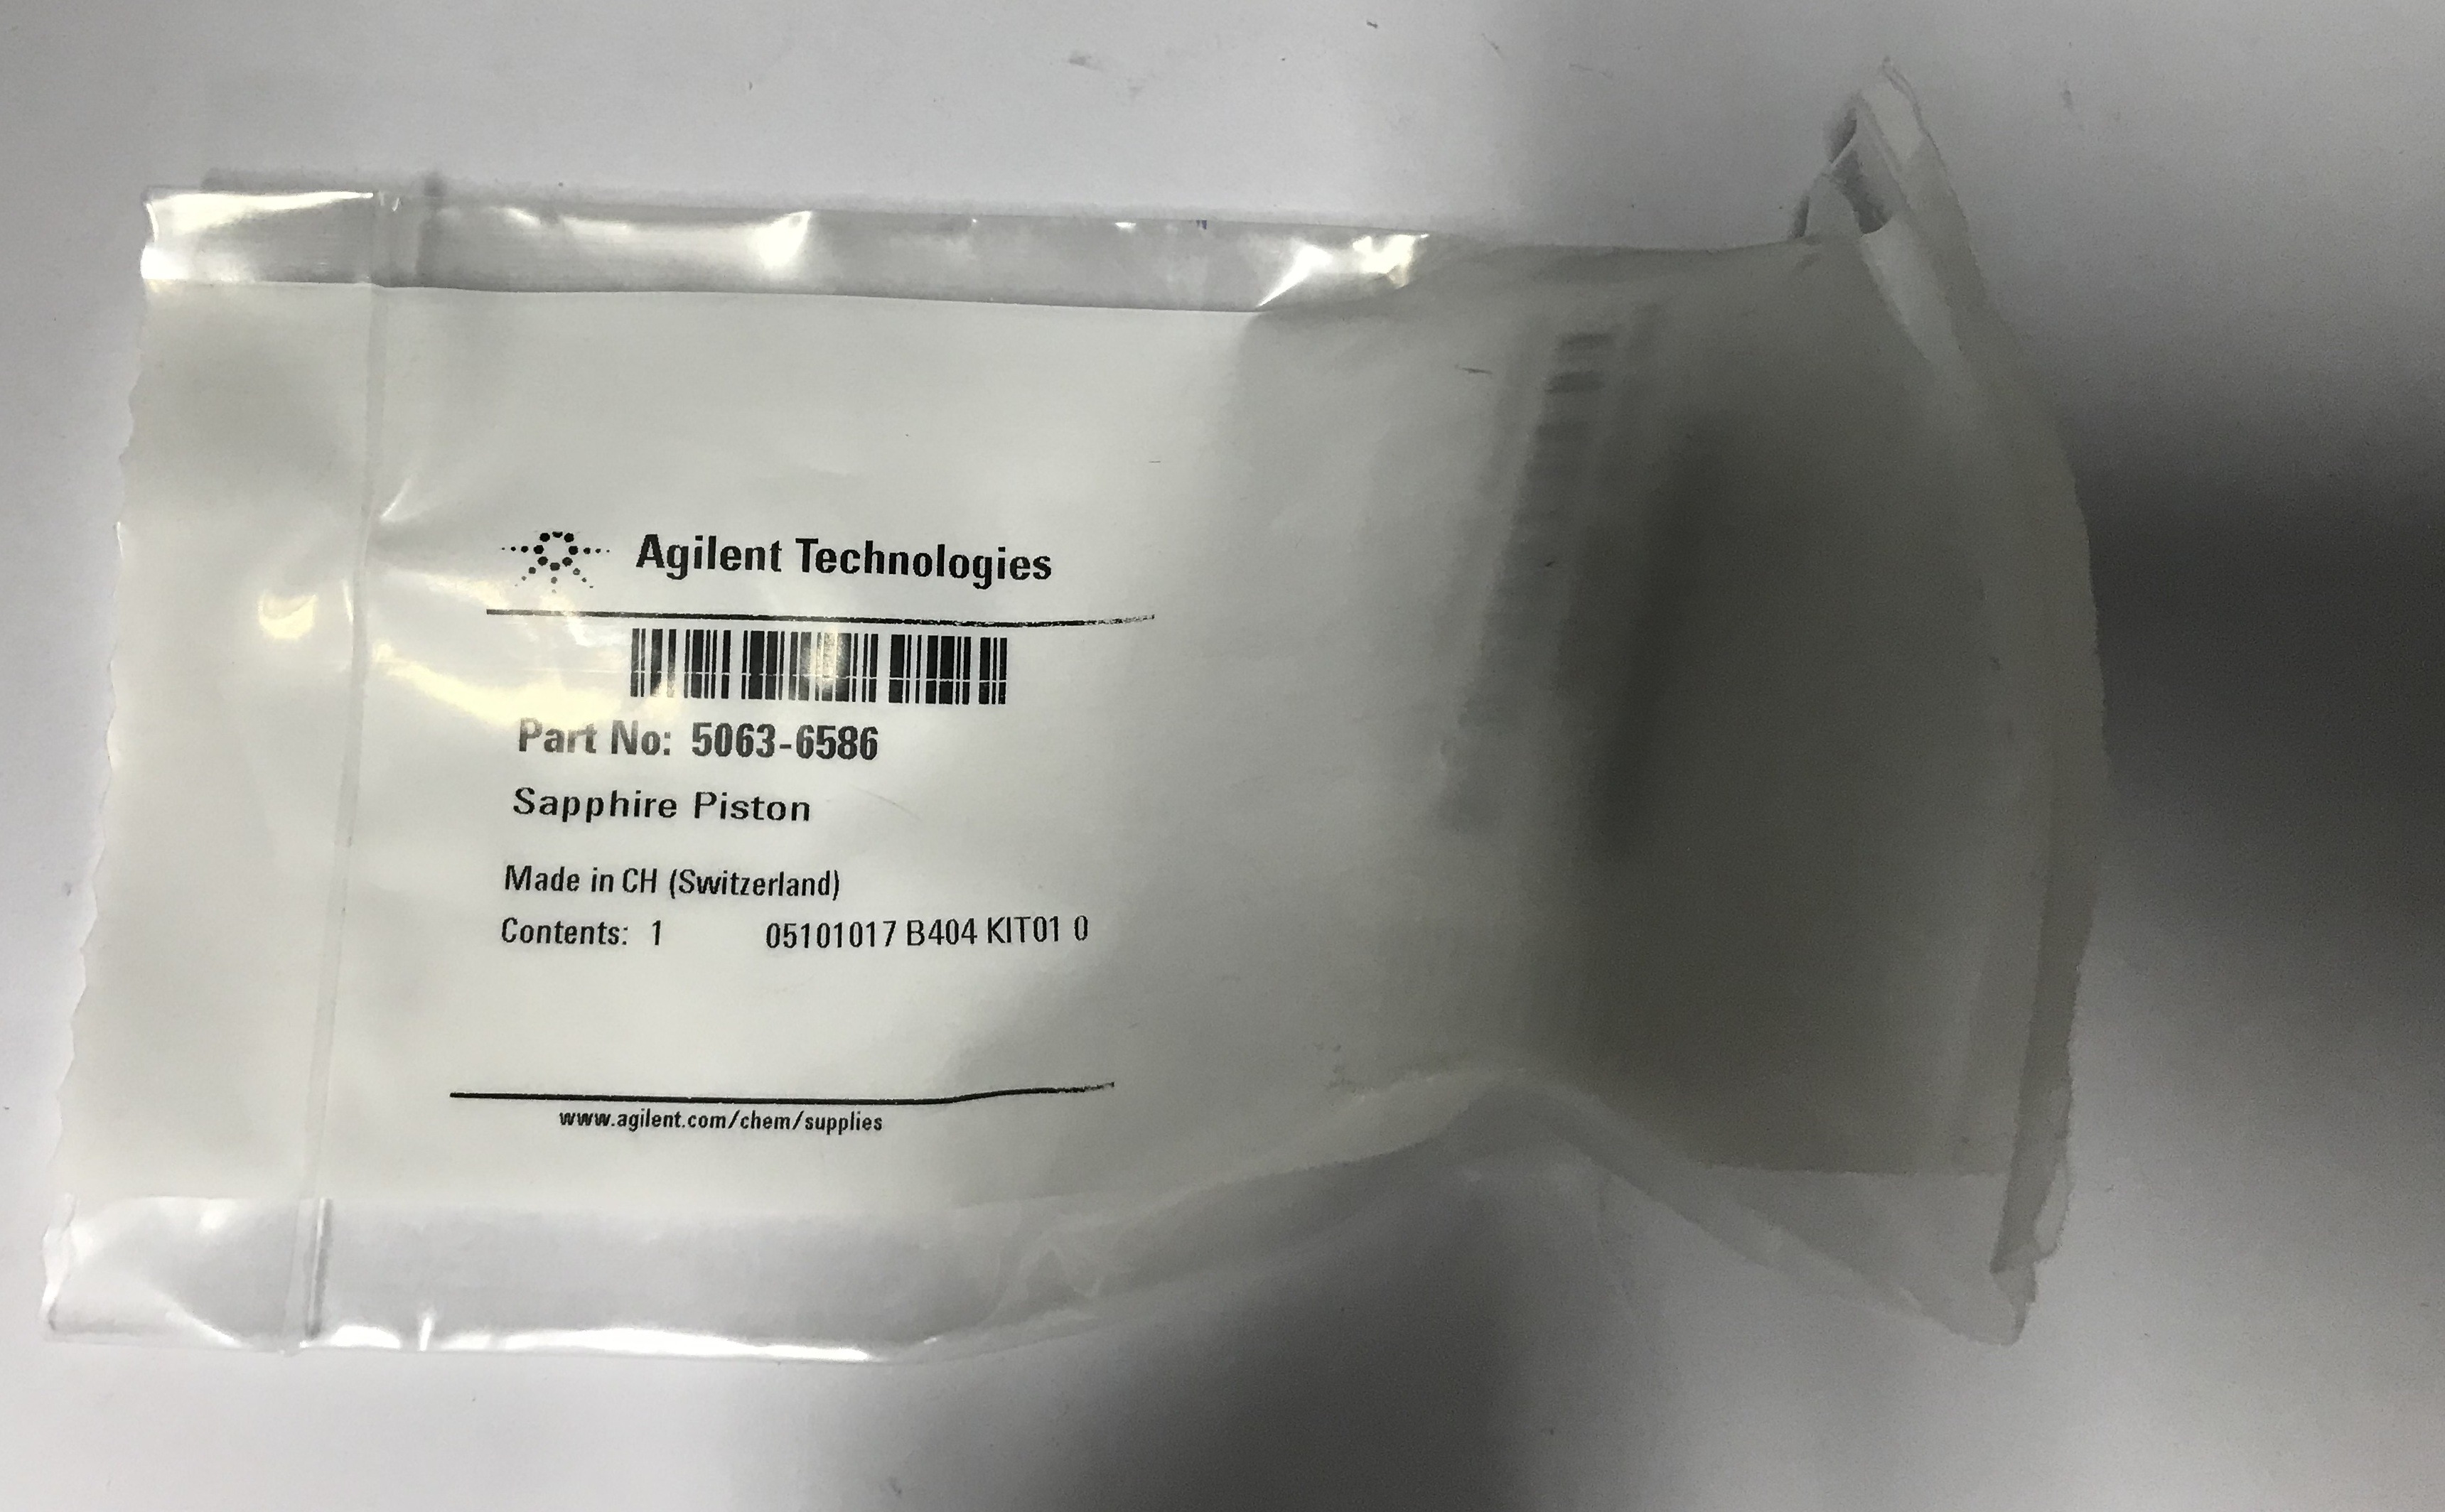 Agilent Technologies
Part No: 5063-6586
Sapphire Piston
Made in CH (Switzerland)
Contents: 1 05101017 B404 KIT01 0
www.agilent.com/chem/supplies